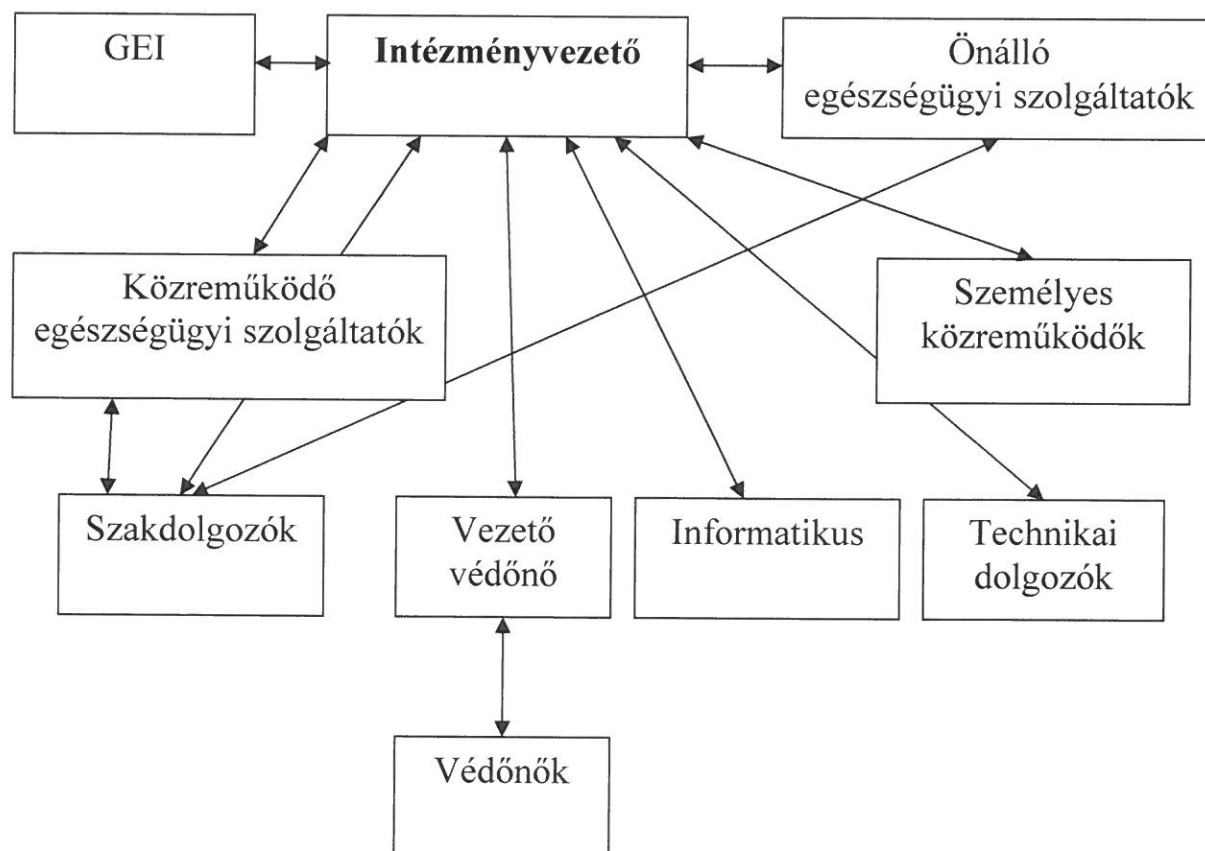 GEI
Intézményvezető
Önálló
egészségügyi szolgáltatók
Közreműködő
egészségügyi szolgáltatók
Személyes
közreműködők
Szakdolgozók
Vezető
védőnő
Informatikus
Technikai
dolgozók
Védőnők